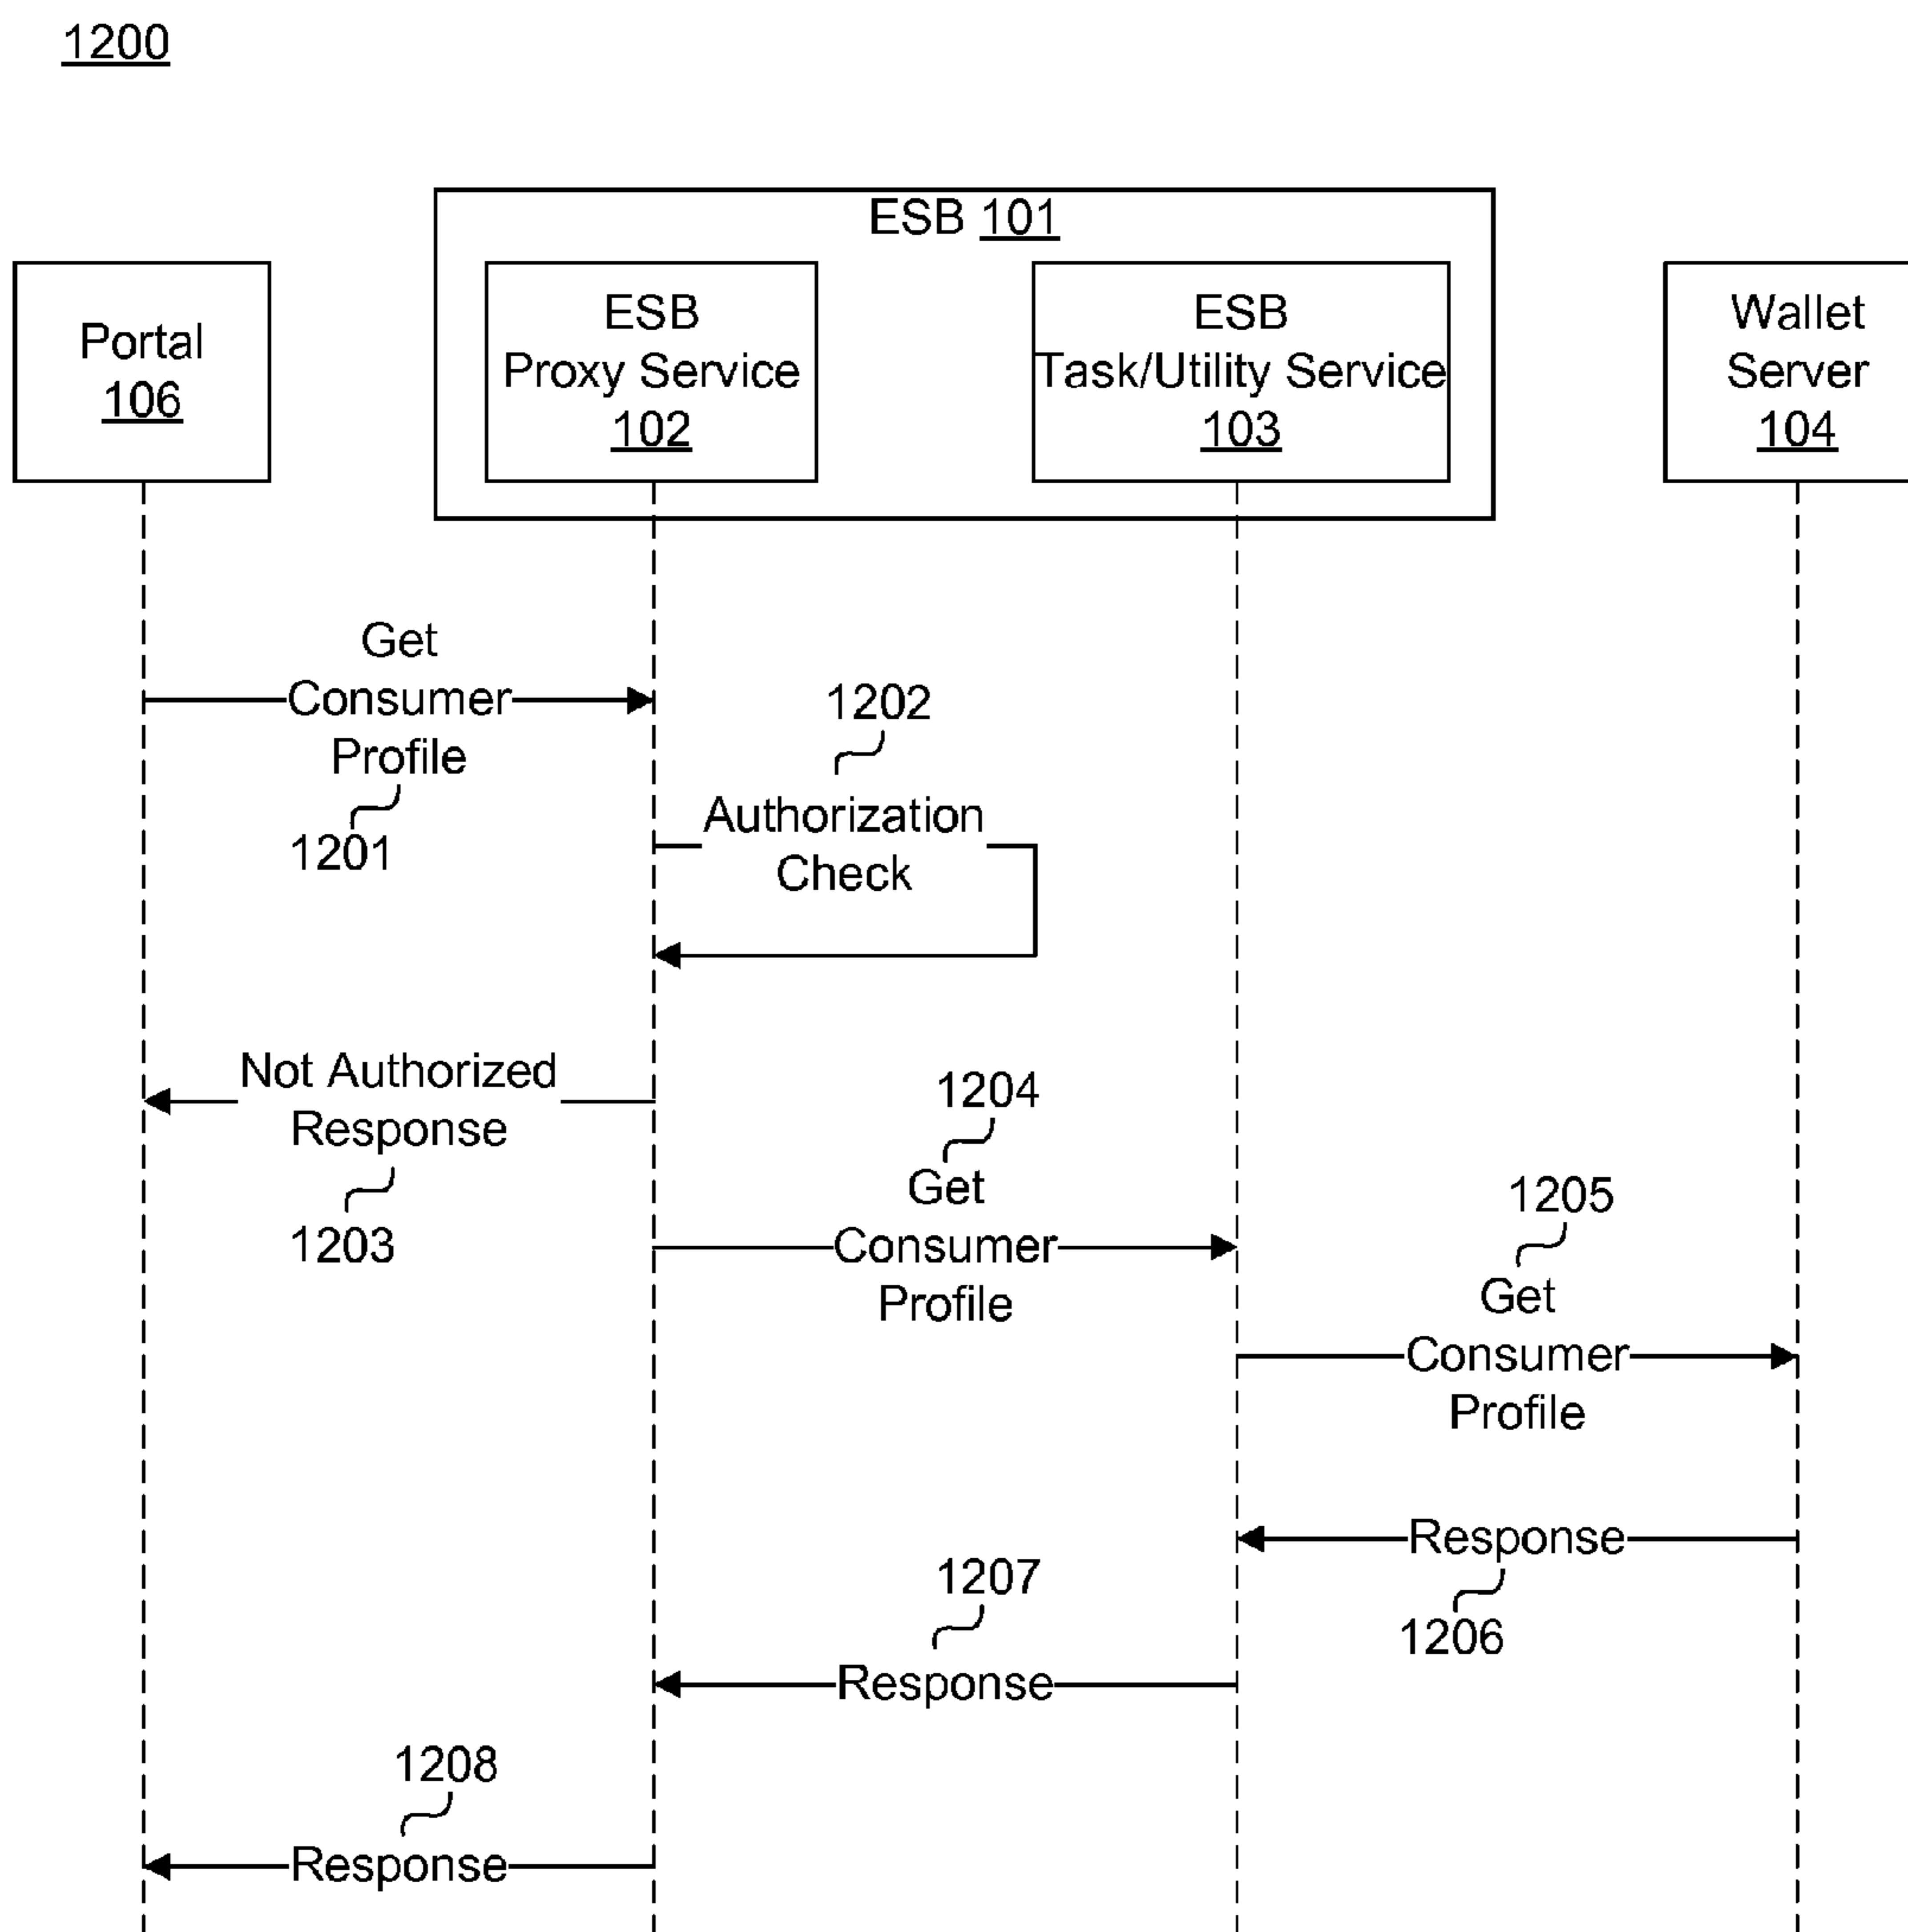 1200
ESB 101
Portal
106
ESB
Proxy Service
102
ESB
Task/Utility Service
103
Wallet
Server
104
Get
Consumer
Profile
1201
1202
Authorization
Check
Not Authorized
Response
1203
1204
Get
Consumer
Profile
1205
Get
Consumer
Profile
Response
1206
1207
Response
1208
Response